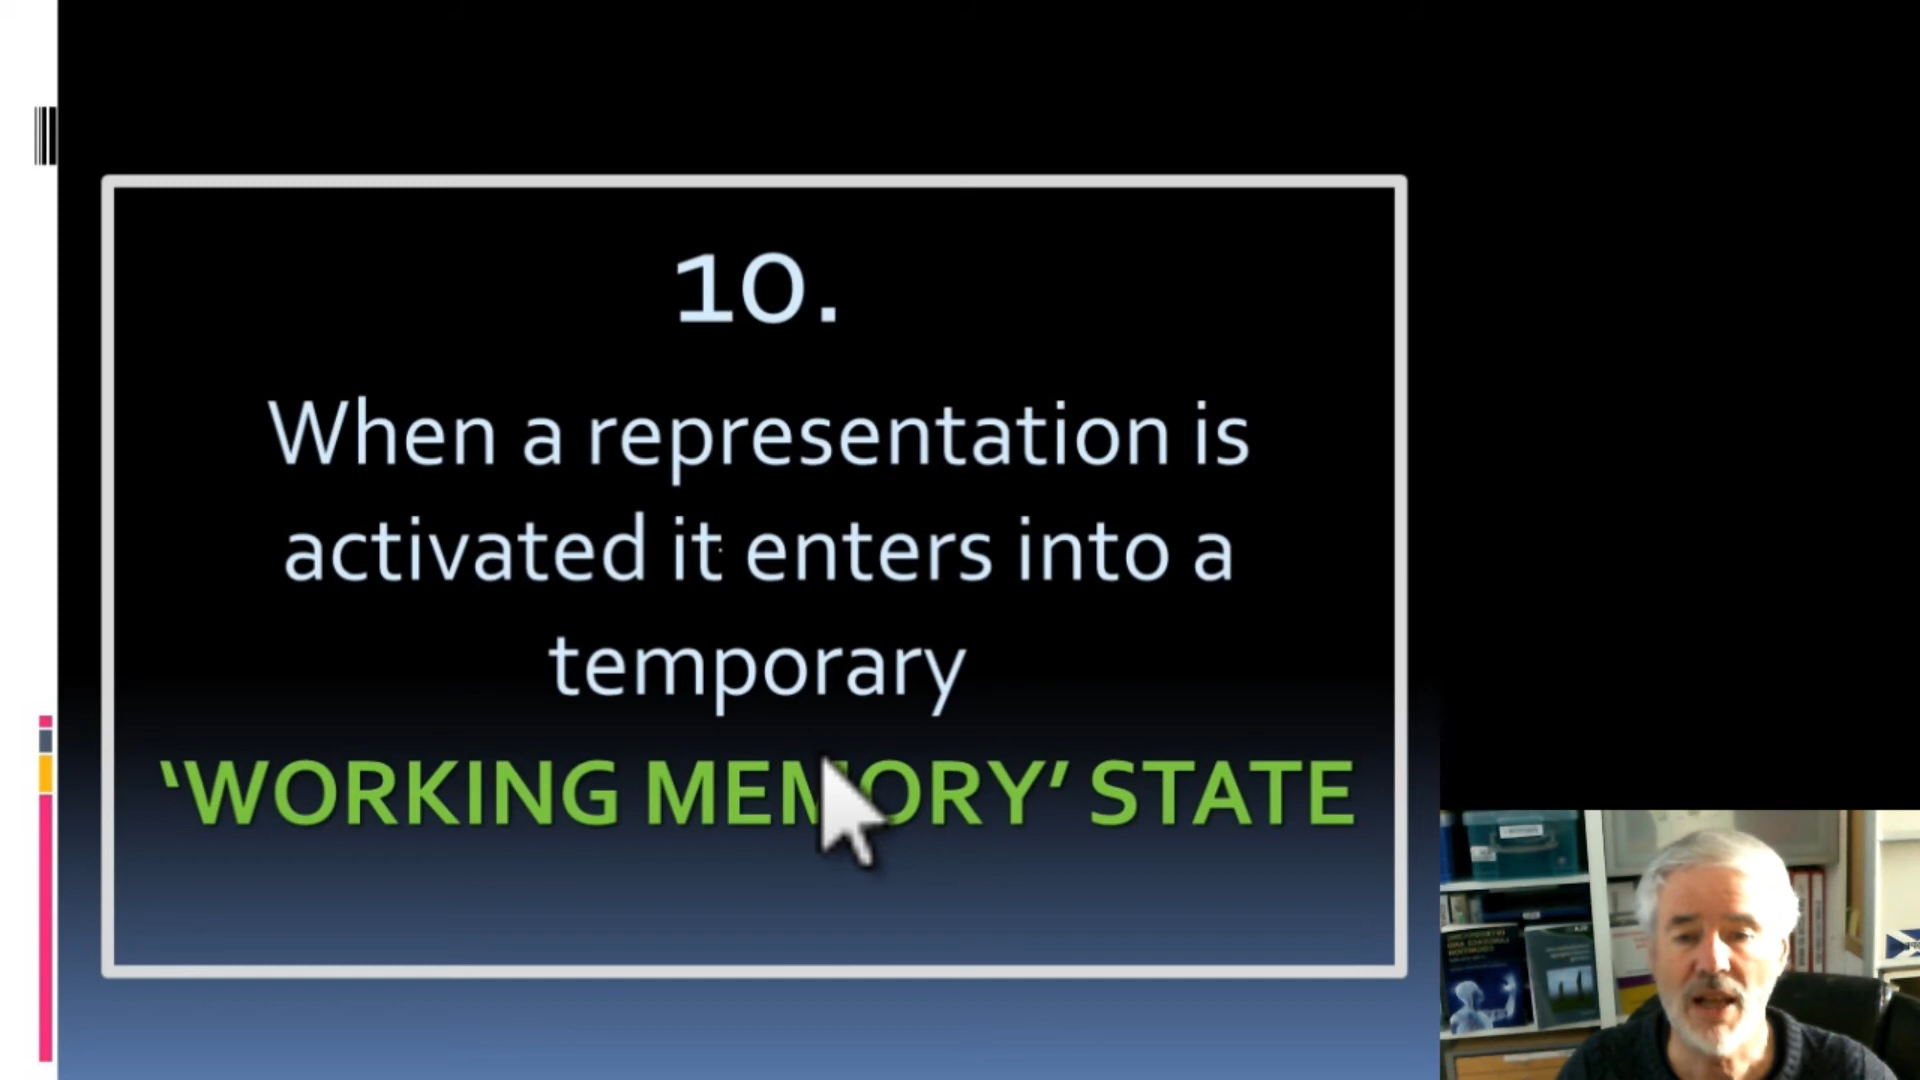 10.
When a representation is
activated it enters into a
temporary
‘WORKING MEMORY’ STATE